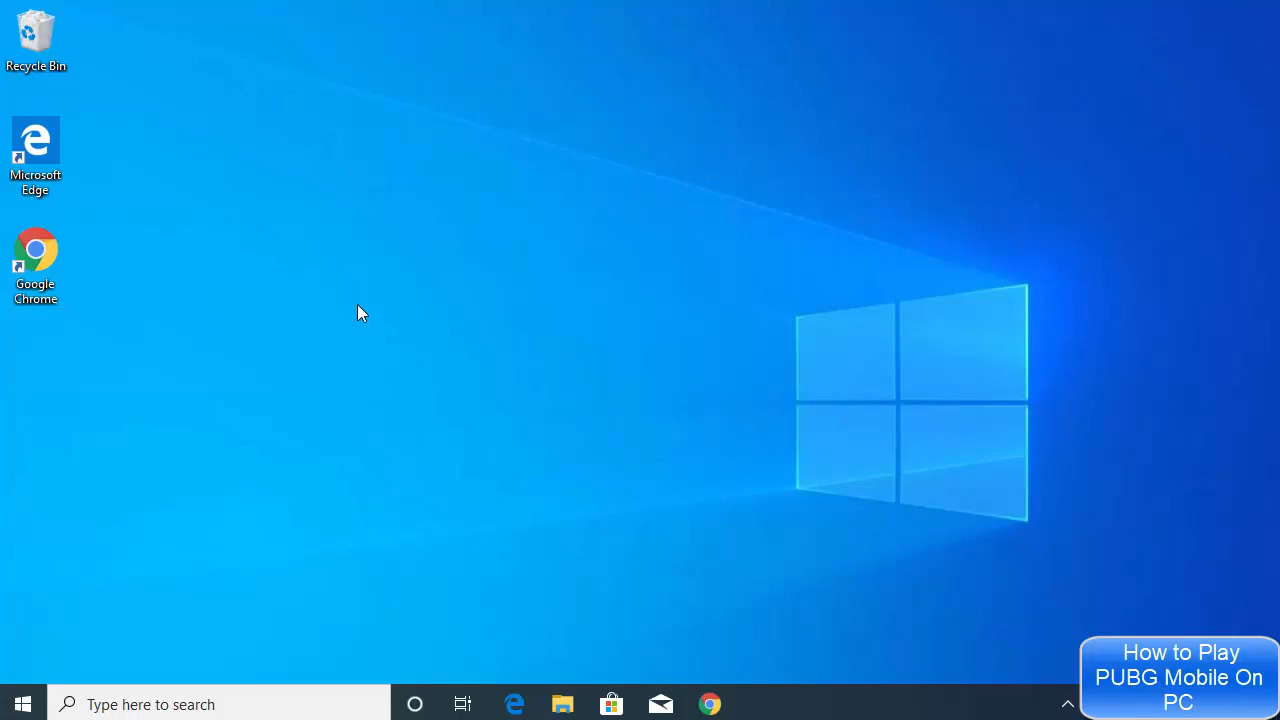 Recycle Bin
Microsoft
Edge
Google
Chrome
Type here to search
How to Play
PUBG Mobile On
PC